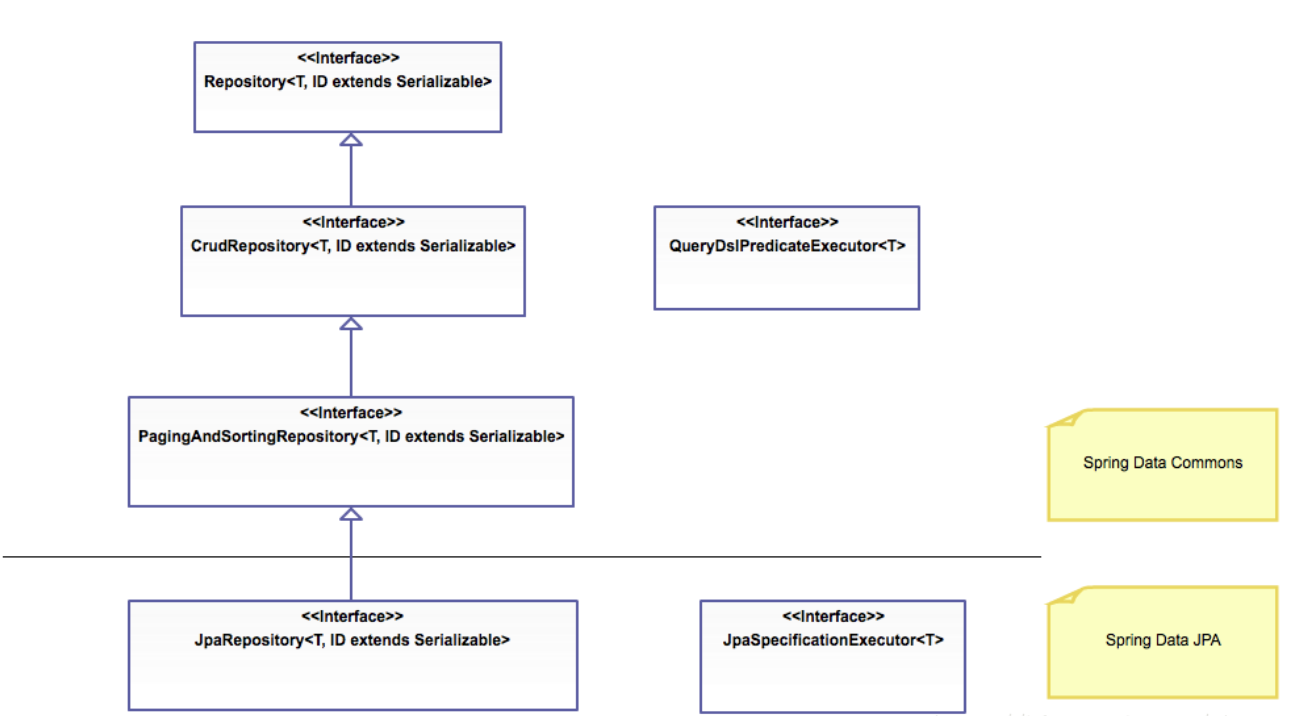 <<Interface>>
Repository<T, ID extends Serializable>
<<Interface>>
CrudRepository<T, ID extends Serializable>
<<Interface>>
QueryDslPredicateExecutor<T>
<<Interface>>
PagingAndSortingRepository<T, ID extends Serializable>
Spring Data Commons
<<Interface>>
JpaRepository<T, ID extends Serializable>
<<Interface>>
JpaSpecificationExecutor<T>
Spring Data JPA